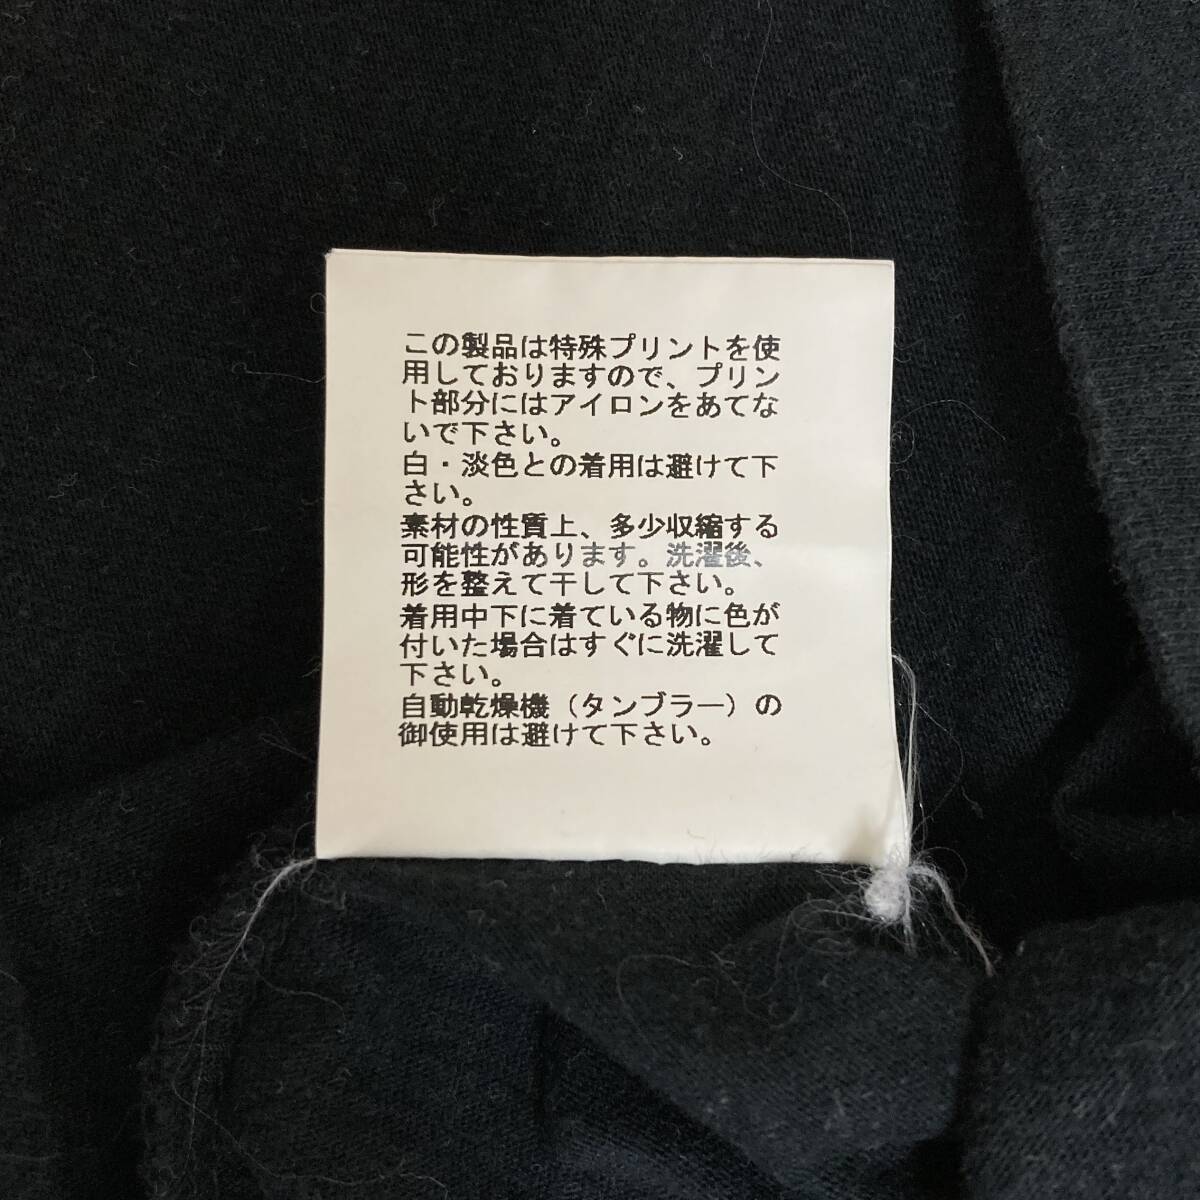 この製品は特殊プリントを使
用しておりますので、プリン
ト部分にはアイロンをあてな
いで下さい。
白・淡色との着用は避けて下
さい。
素材の性質上、多少収縮する
可能性があります。洗濯後、
形を整えて干して下さい。
着用中下に着ている物に色が
付いた場合はすぐに洗濯して
下さい。
自動乾燥機（タンブラー）の
御使用は避けて下さい。